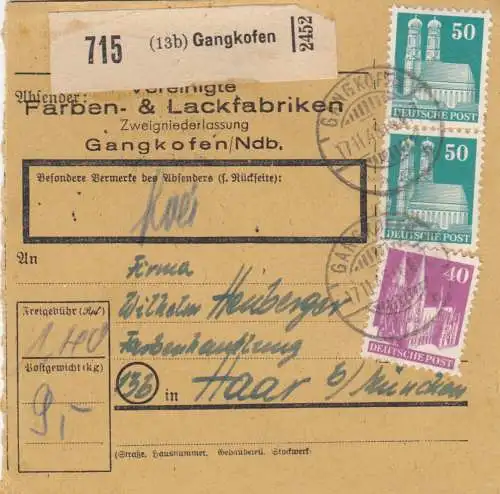 715 (13b) Gangkofen 2452
Absender:
Vereinigte
Farben- & Lackfabriken
Zweigniederlassung
Gangkofen/Ndb.
Besondere Vermerke des Absenders (s. Rückseite):
An
Firma
Wilhelm Heuberger
Farbenhandlung
(13b) in Haar b/München
(Straße, Hausnummer, Gebäudeteil, Stockwerk)
Freigebühr (Rpf)
1,40
Postgewicht (kg)
9,-
50
DEUTSCHE POST
50
DEUTSCHE POST
40
DEUTSCHE POST
GANGKOFEN
17.11.